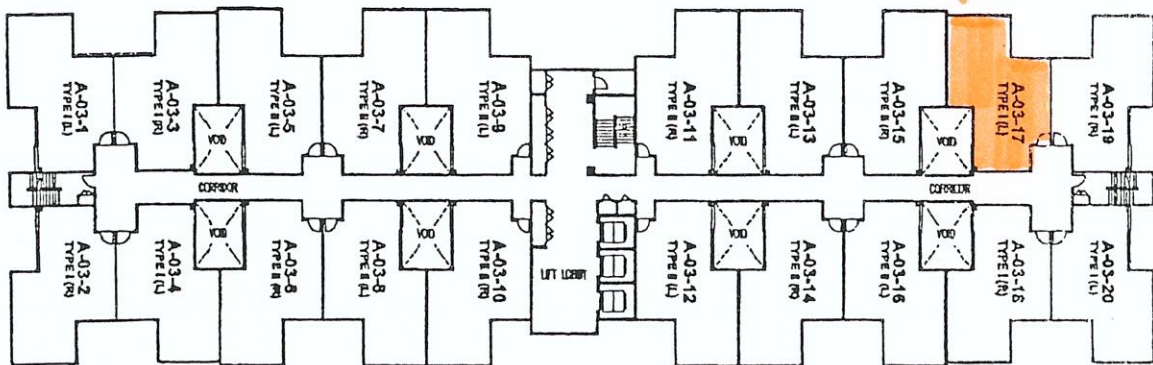 A-03-1
TYPE I (L)
A-03-3
TYPE I (R)
VOID
A-03-5
TYPE II (L)
A-03-7
TYPE II (R)
VOID
A-03-9
TYPE II (L)
A-03-11
TYPE II (R)
VOID
A-03-13
TYPE II (L)
A-03-15
TYPE II (R)
VOID
A-03-17
TYPE I (L)
A-03-19
TYPE I (R)
CORRIDOR
CORRIDOR
A-03-2
TYPE I (R)
A-03-4
TYPE I (L)
VOID
A-03-6
TYPE II (R)
A-03-8
TYPE II (L)
VOID
A-03-10
TYPE II (R)
LIFT LOBBY
A-03-12
TYPE II (L)
VOID
A-03-14
TYPE II (R)
A-03-16
TYPE II (L)
VOID
A-03-18
TYPE I (R)
A-03-20
TYPE I (L)